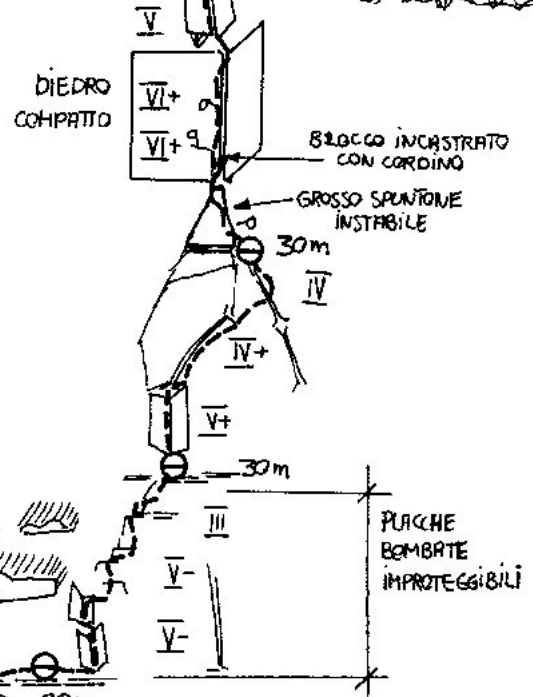 V
DIEDRO
COMPATTO
VI+
VI+
BLOCCO INCASTRATO
CON CORDINO
GROSSO SPUNTONE
INSTABILE
30m
IV
IV+
V+
30m
III
PLACCHE
BOMBATE
IMPROTEGGIBILI
V-
V-